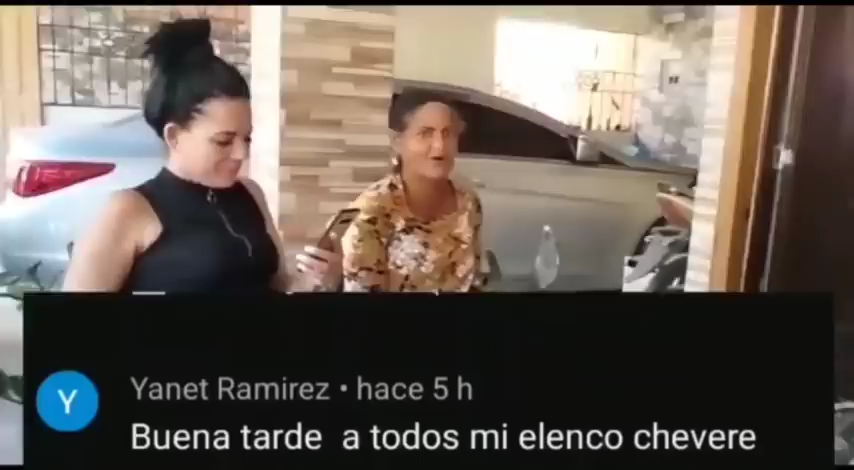 Y
Yanet Ramirez • hace 5 h
Buena tarde  a todos mi elenco chevere